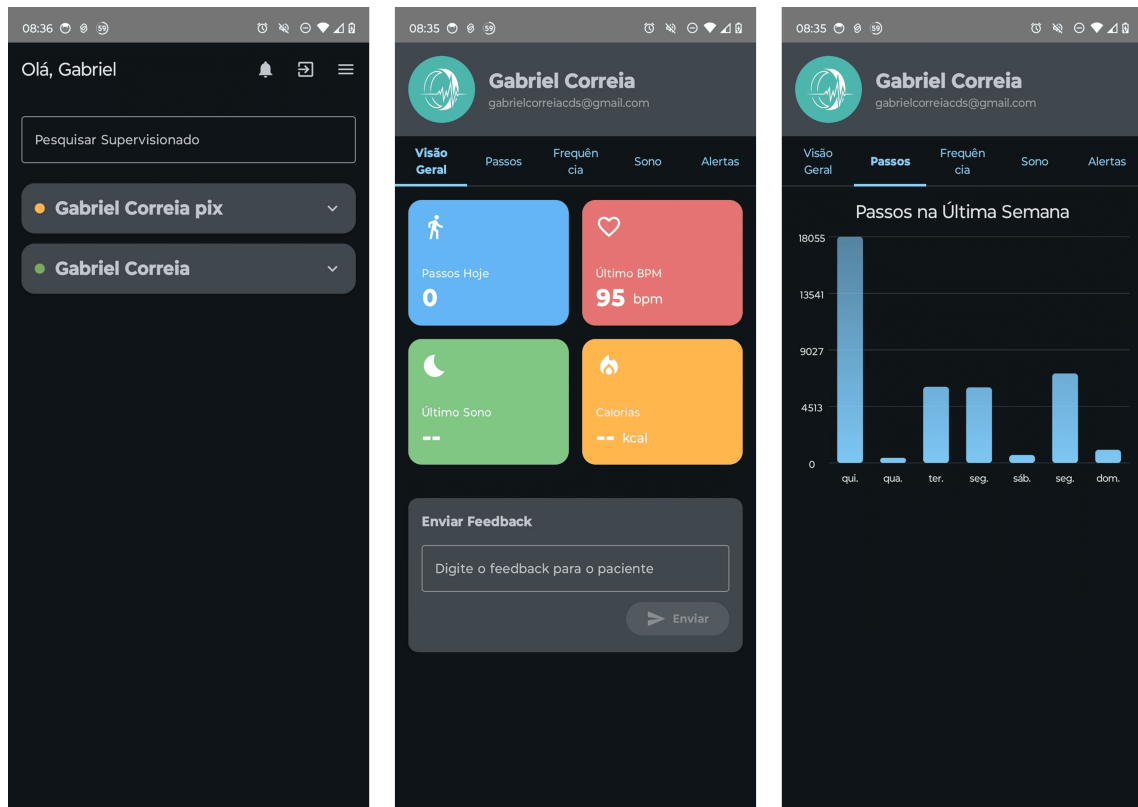 08:36 59
Olá, Gabriel
Pesquisar Supervisionado
Gabriel Correia pix
Gabriel Correia
08:35 59
Gabriel Correia
gabrielcorreiacds@gmail.com
Visão Geral
Passos
Frequên
cia
Sono
Alertas
Passos Hoje
0
Último BPM
95 bpm
Último Sono
--
Calorias
-- kcal
Enviar Feedback
Digite o feedback para o paciente
Enviar
08:35 59
Gabriel Correia
gabrielcorreiacds@gmail.com
Visão Geral
Passos
Frequên
cia
Sono
Alertas
Passos na Última Semana
18055
13541
9027
4513
0
qui. qua. ter. seg. sáb. seg. dom.